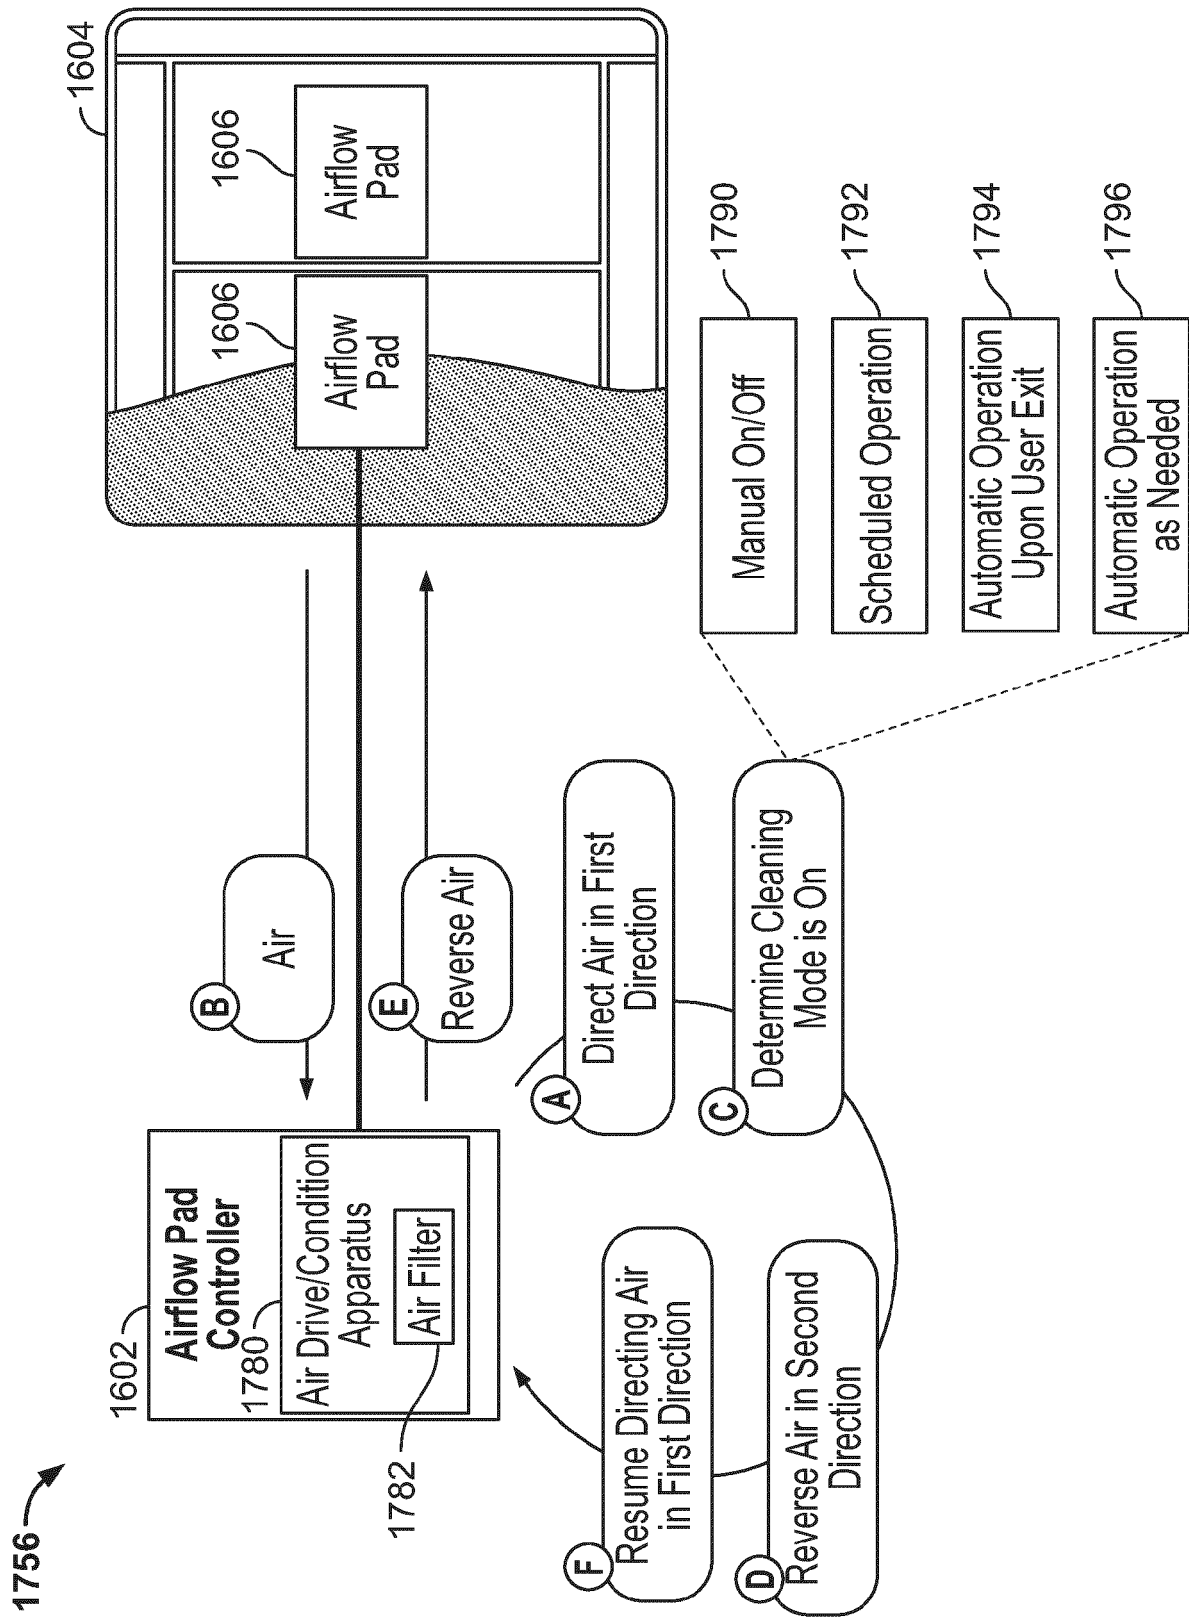 1756
1602
Airflow Pad
Controller
1780
Air Drive/Condition
Apparatus
Air Filter
1782
B
Air
E
Reverse Air
1604
1606
Airflow
Pad
1606
Airflow
Pad
A
Direct Air in First
Direction
C
Determine Cleaning
Mode is On
D
Reverse Air in Second
Direction
F
Resume Directing Air
in First Direction
Manual On/Off
1790
Scheduled Operation
1792
Automatic Operation
Upon User Exit
1794
Automatic Operation
as Needed
1796